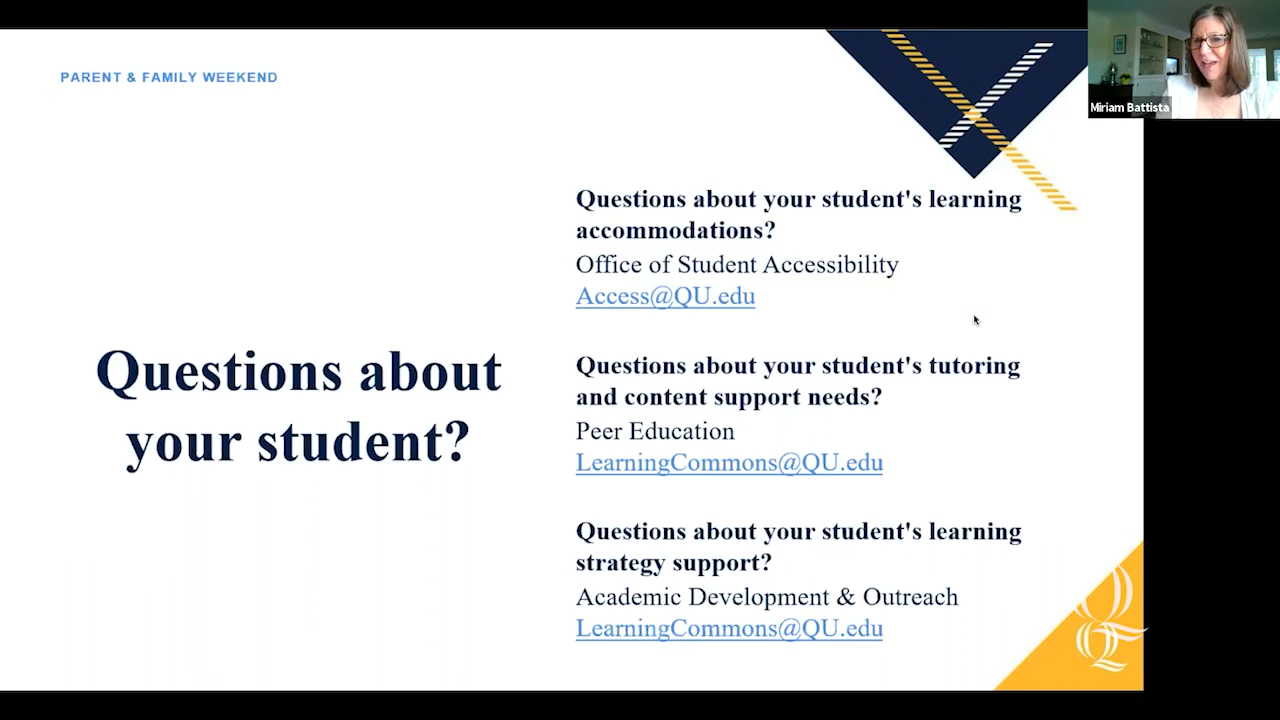 PARENT & FAMILY WEEKEND
Miriam Battista
Questions about
your student?
Questions about your student's learning
accommodations?
Office of Student Accessibility
Access@QU.edu
Questions about your student's tutoring
and content support needs?
Peer Education
LearningCommons@QU.edu
Questions about your student's learning
strategy support?
Academic Development & Outreach
LearningCommons@QU.edu